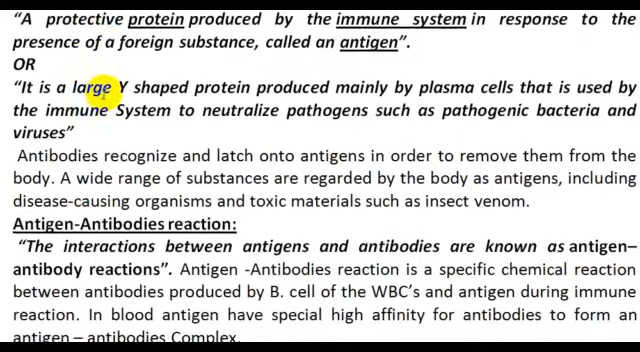 “A protective protein produced by the immune system in response to the
presence of a foreign substance, called an antigen”.
OR
“It is a large Y shaped protein produced mainly by plasma cells that is used by
the immune System to neutralize pathogens such as pathogenic bacteria and
viruses”
Antibodies recognize and latch onto antigens in order to remove them from the
body. A wide range of substances are regarded by the body as antigens, including
disease-causing organisms and toxic materials such as insect venom.
Antigen-Antibodies reaction:
“The interactions between antigens and antibodies are known as antigen–
antibody reactions”. Antigen -Antibodies reaction is a specific chemical reaction
between antibodies produced by B. cell of the WBC’s and antigen during immune
reaction. In blood antigen have special high affinity for antibodies to form an
antigen – antibodies Complex.